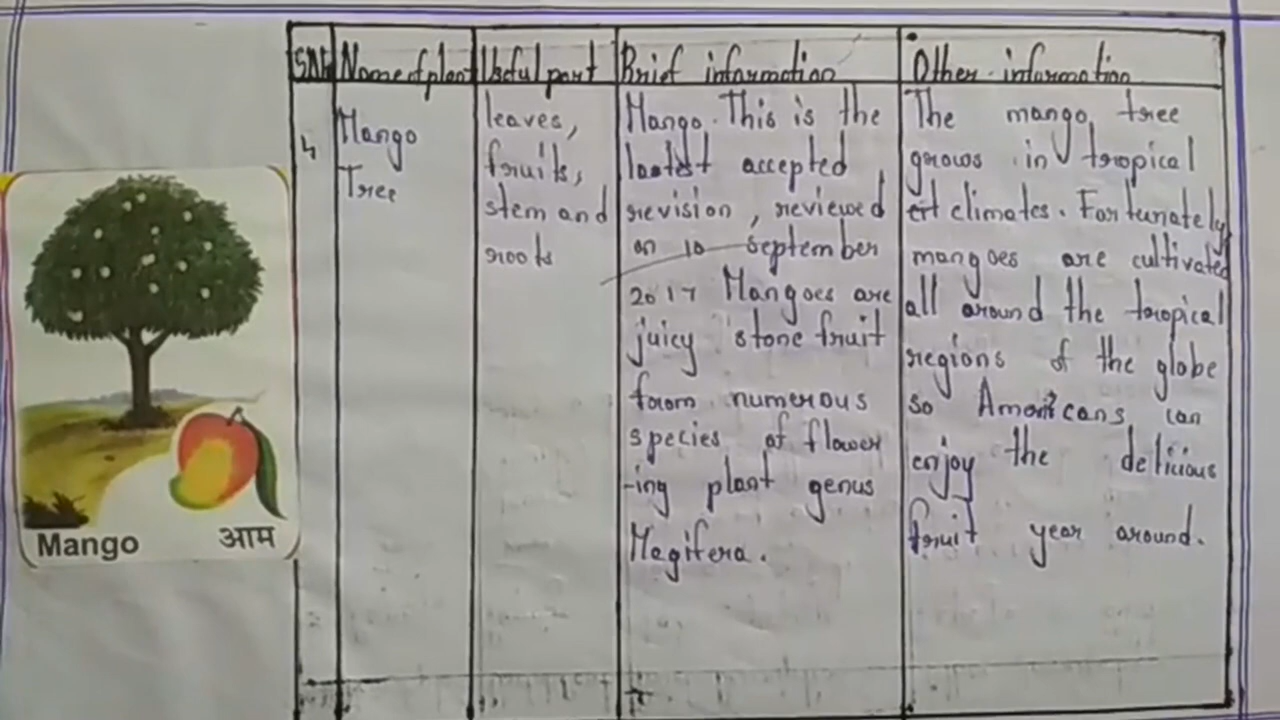 S.No Name of plant Useful part Brief information Other information
4
Mango
Tree
leaves,
fruits,
stem and
roots
Mango. This is the
lastest accepted
revision, reviewed
on 10 September
2017 Mangoes are
juicy stone fruit
from numerous
species of flower
-ing plant genus
Magifera.
The mango tree
grows in tropical
climates. Fortunately
mangoes are cultivated
all around the tropical
regions of the globe
so Americans can
enjoy the delicious
fruit year around.
Mango आम